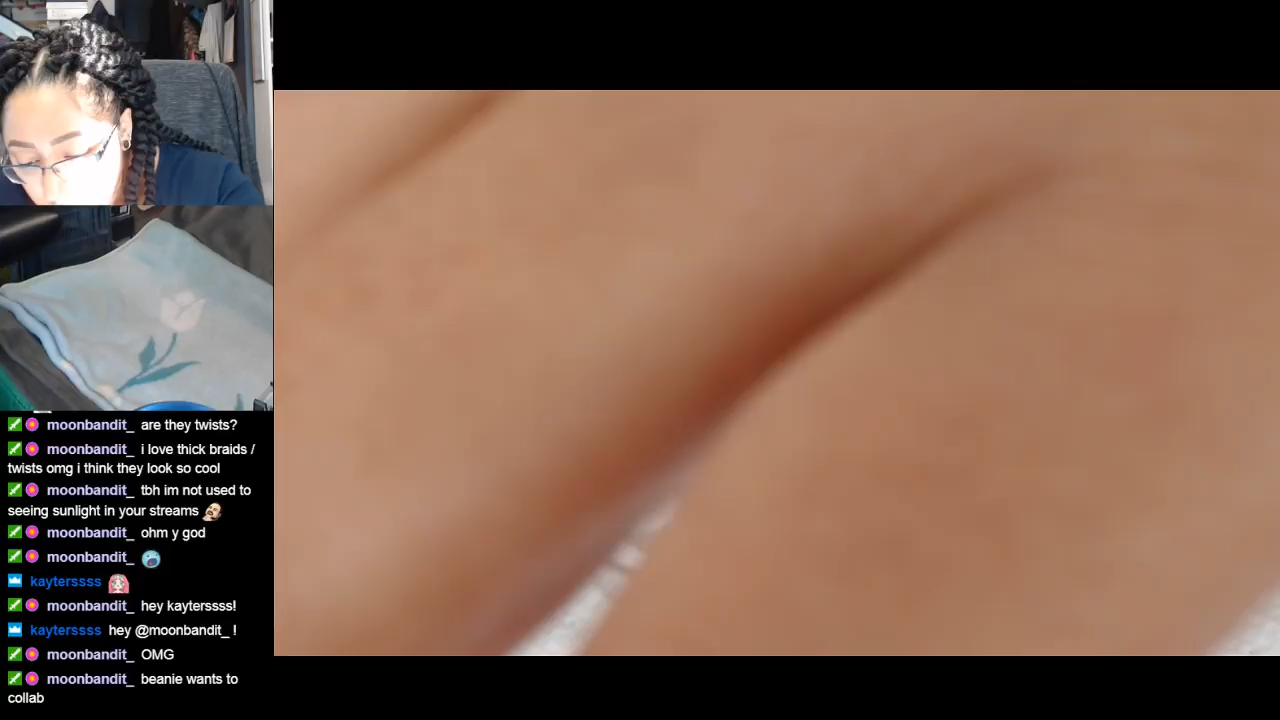 moonbandit_ are they twists?
moonbandit_ i love thick braids /
twists omg i think they look so cool
moonbandit_ tbh im not used to
seeing sunlight in your streams
moonbandit_ ohm y god
moonbandit_
kayterssss
moonbandit_ hey kayterssss!
kayterssss hey @moonbandit_ !
moonbandit_ OMG
moonbandit_ beanie wants to
collab